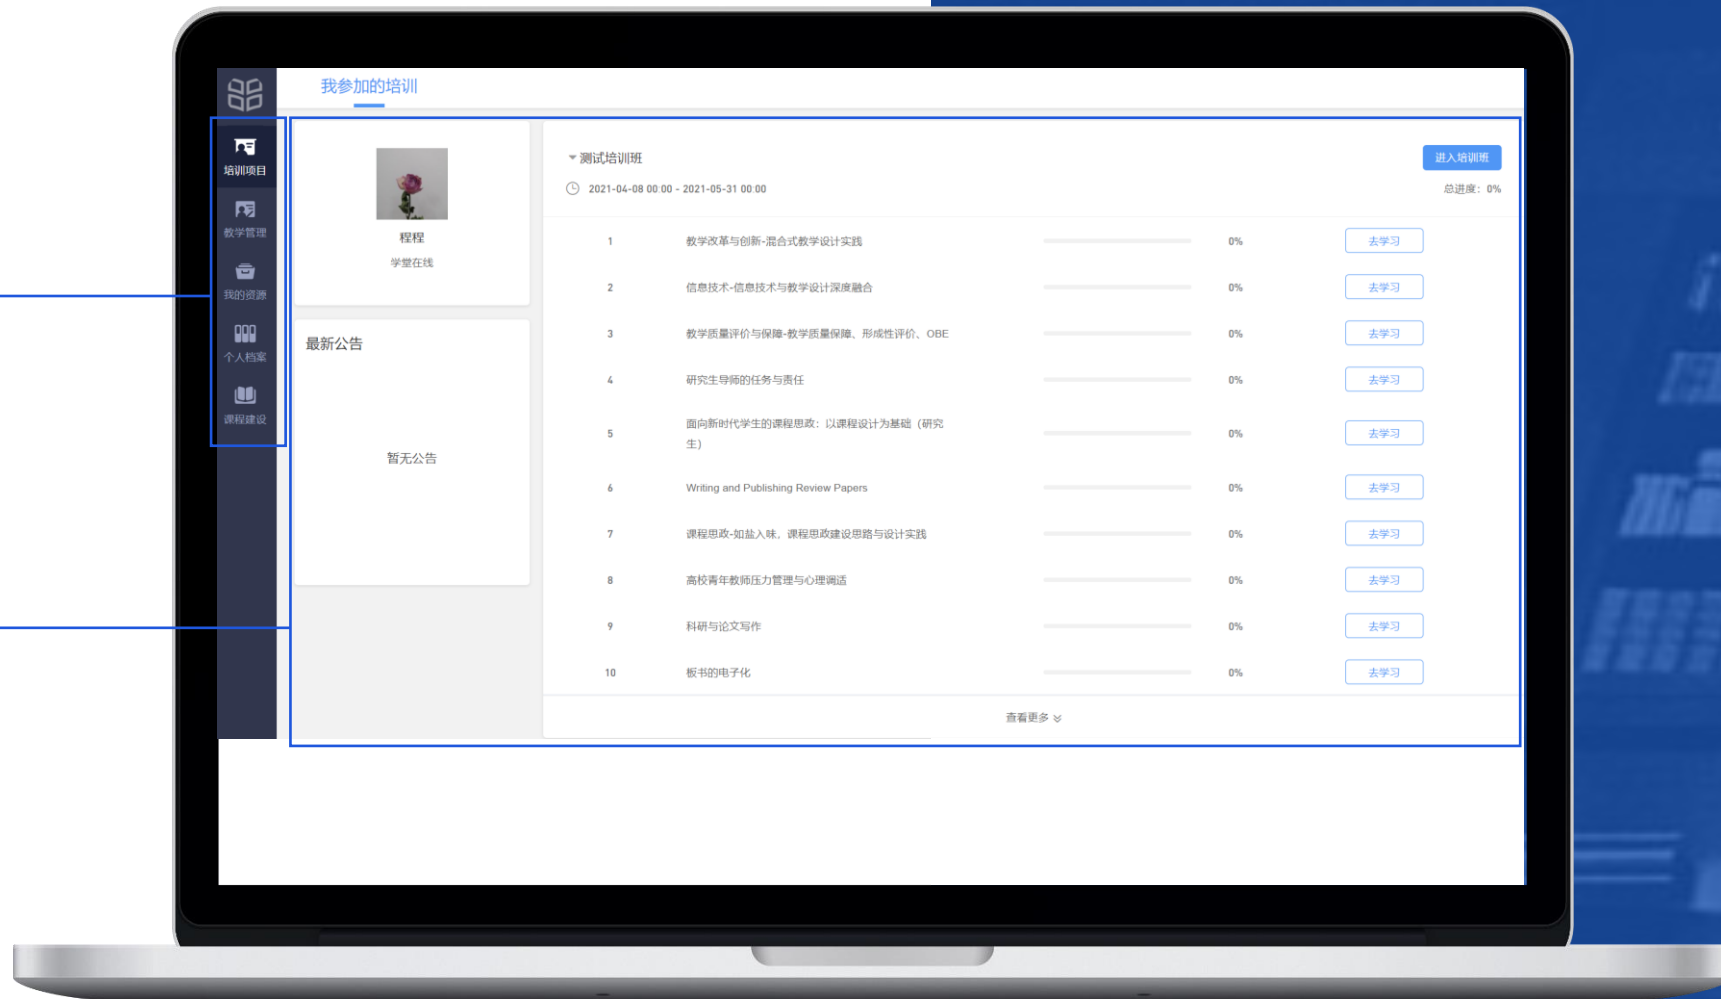 我参加的培训
培训项目
教学管理
我的资源
个人档案
课程建设
程程
学堂在线
最新公告
暂无公告
测试培训班
进入培训班
2021-04-08 00:00 - 2021-05-31 00:00
总进度：0%
1 教学改革与创新-混合式教学设计实践 0% 去学习
2 信息技术-信息技术与教学设计深度融合 0% 去学习
3 教学质量评价与保障-教学质量保障、形成性评价、OBE 0% 去学习
4 研究生导师的任务与责任 0% 去学习
5 面向新时代学生的课程思政：以课程设计为基础（研究
生） 0% 去学习
6 Writing and Publishing Review Papers 0% 去学习
7 课程思政-如盐入味，课程思政建设思路与设计实践 0% 去学习
8 高校青年教师压力管理与心理调适 0% 去学习
9 科研与论文写作 0% 去学习
10 板书的电子化 0% 去学习
查看更多